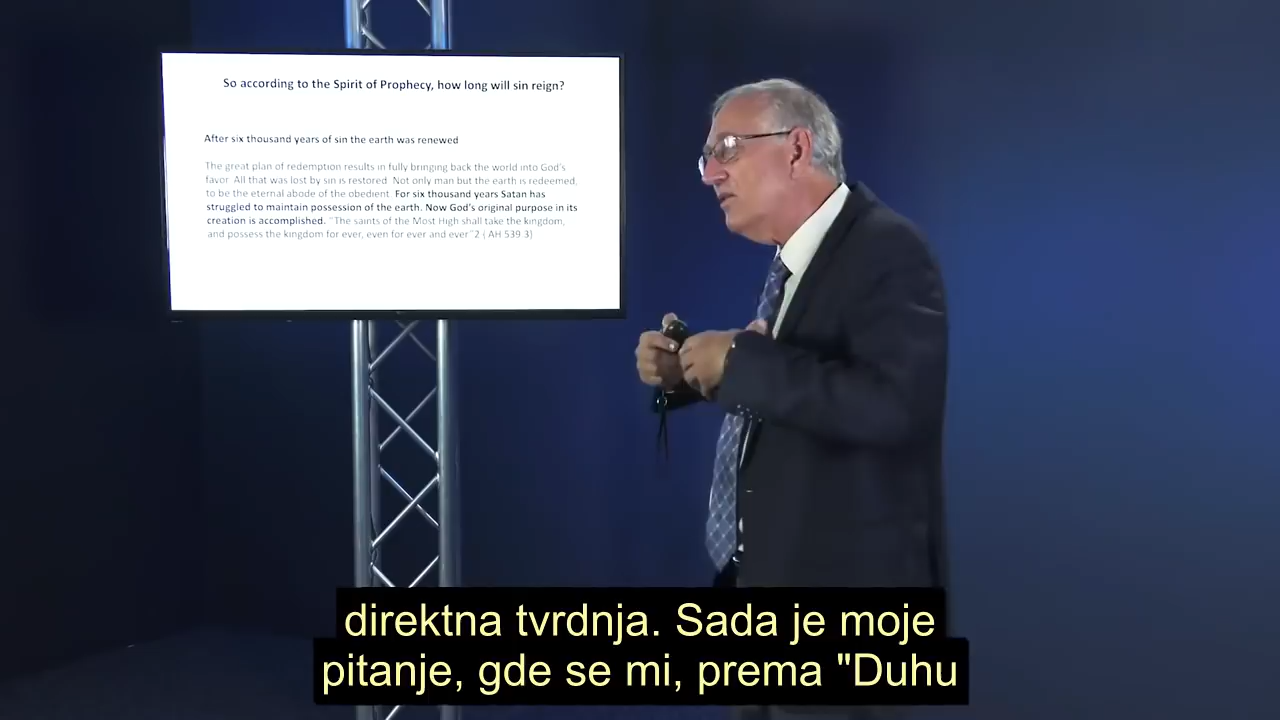 So according to the Spirit of Prophecy, how long will sin reign?
After six thousand years of sin the earth was renewed
The great plan of redemption results in fully bringing back the world into God's
favor. All that was lost by sin is restored. Not only man but the earth is redeemed,
to be the eternal abode of the obedient. For six thousand years Satan has
struggled to maintain possession of the earth. Now God's original purpose in its
creation is accomplished. "The saints of the Most High shall take the kingdom,
and possess the kingdom for ever, even for ever and ever"2 { AH 539.3}
direktna tvrdnja. Sada je moje
pitanje, gde se mi, prema "Duhu